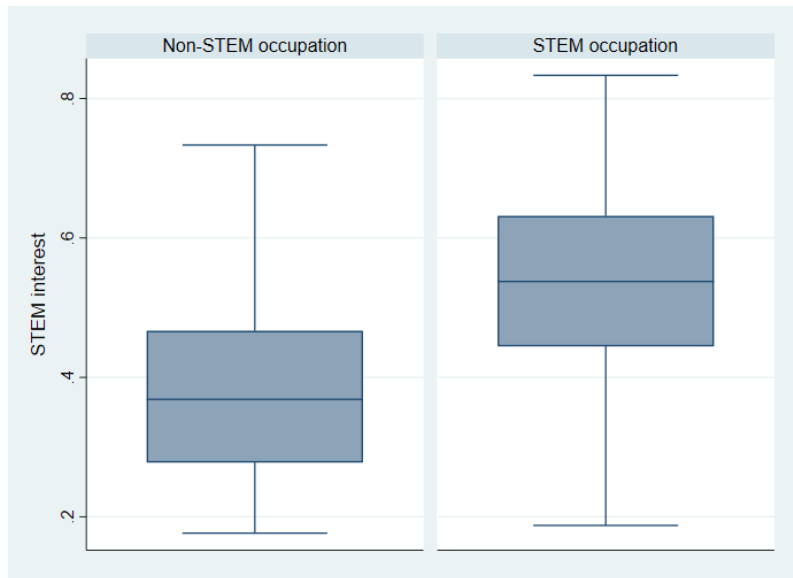 Non-STEM occupation
STEM occupation
STEM interest
.8
.6
.4
.2